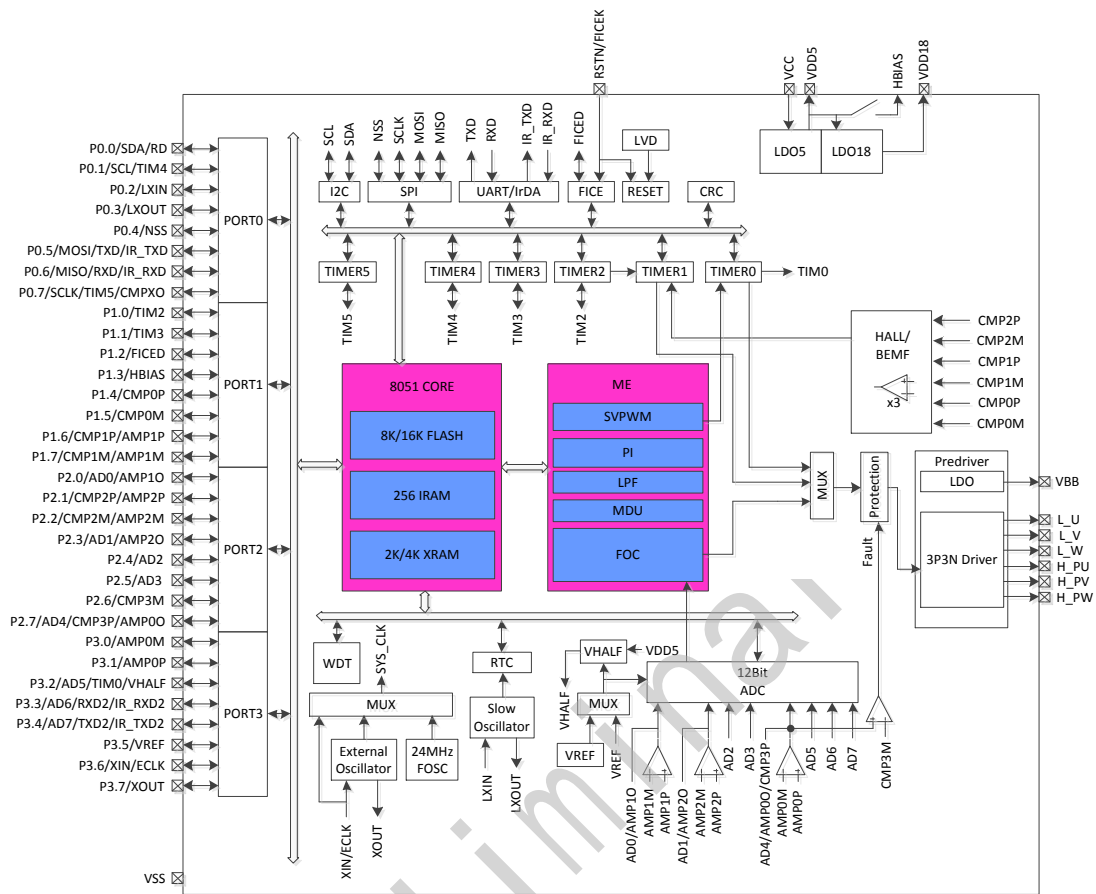 RSTN/FICEK
VCC
VDD5
HBIAS
VDD18
LDO5
LDO18
SCL
SDA
NSS
SCLK
MOSI
MISO
TXD
RXD
IR_TXD
IR_RXD
FICED
LVD
I2C
SPI
UART/IrDA
FICE
RESET
CRC
P0.0/SDA/RD
P0.1/SCL/TIM4
P0.2/LXIN
P0.3/LXOUT
P0.4/NSS
P0.5/MOSI/TXD/IR_TXD
P0.6/MISO/RXD/IR_RXD
P0.7/SCLK/TIM5/CMPXO
PORT0
P1.0/TIM2
P1.1/TIM3
P1.2/FICED
P1.3/HBIAS
P1.4/CMP0P
P1.5/CMP0M
P1.6/CMP1P/AMP1P
P1.7/CMP1M/AMP1M
PORT1
P2.0/AD0/AMP1O
P2.1/CMP2P/AMP2P
P2.2/CMP2M/AMP2M
P2.3/AD1/AMP2O
P2.4/AD2
P2.5/AD3
P2.6/CMP3M
P2.7/AD4/CMP3P/AMP0O
PORT2
P3.0/AMP0M
P3.1/AMP0P
P3.2/AD5/TIM0/VHALF
P3.3/AD6/RXD2/IR_RXD2
P3.4/AD7/TXD2/IR_TXD2
P3.5/VREF
P3.6/XIN/ECLK
P3.7/XOUT
PORT3
VSS
TIMER5
TIMER4
TIMER3
TIMER2
TIMER1
TIMER0
TIM0
TIM5
TIM4
TIM3
TIM2
HALL/
BEMF
x3
CMP2P
CMP2M
CMP1P
CMP1M
CMP0P
CMP0M
8051 CORE
8K/16K FLASH
256 IRAM
2K/4K XRAM
ME
SVPWM
PI
LPF
MDU
FOC
MUX
Protection
Fault
Predriver
LDO
3P3N Driver
VBB
L_U
L_V
L_W
H_PU
H_PV
H_PW
WDT
SYS_CLK
MUX
External
Oscillator
24MHz
FOSC
XIN/ECLK
XOUT
RTC
Slow
Oscillator
LXIN
LXOUT
VHALF
VDD5
VHALF
MUX
VREF
VREF
12Bit
ADC
AD0/AMP1O
AMP1M
AMP1P
AD1/AMP2O
AMP2M
AMP2P
AD2
AD3
AD4/AMP0O/CMP3P
AMP0M
AMP0P
AD5
AD6
AD7
CMP3M